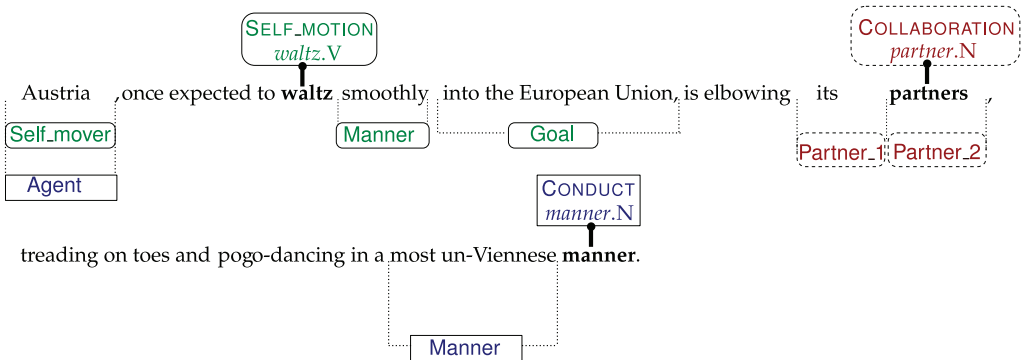 SELF_MOTION COLLABORATION
waltz.V partner.N
Austria , once expected to waltz smoothly into the European Union, is elbowing its partners ,
Self_mover Manner Goal Partner_1 Partner_2
Agent
CONDUCT
manner.N
treading on toes and pogo-dancing in a most un-Viennese manner.
Manner